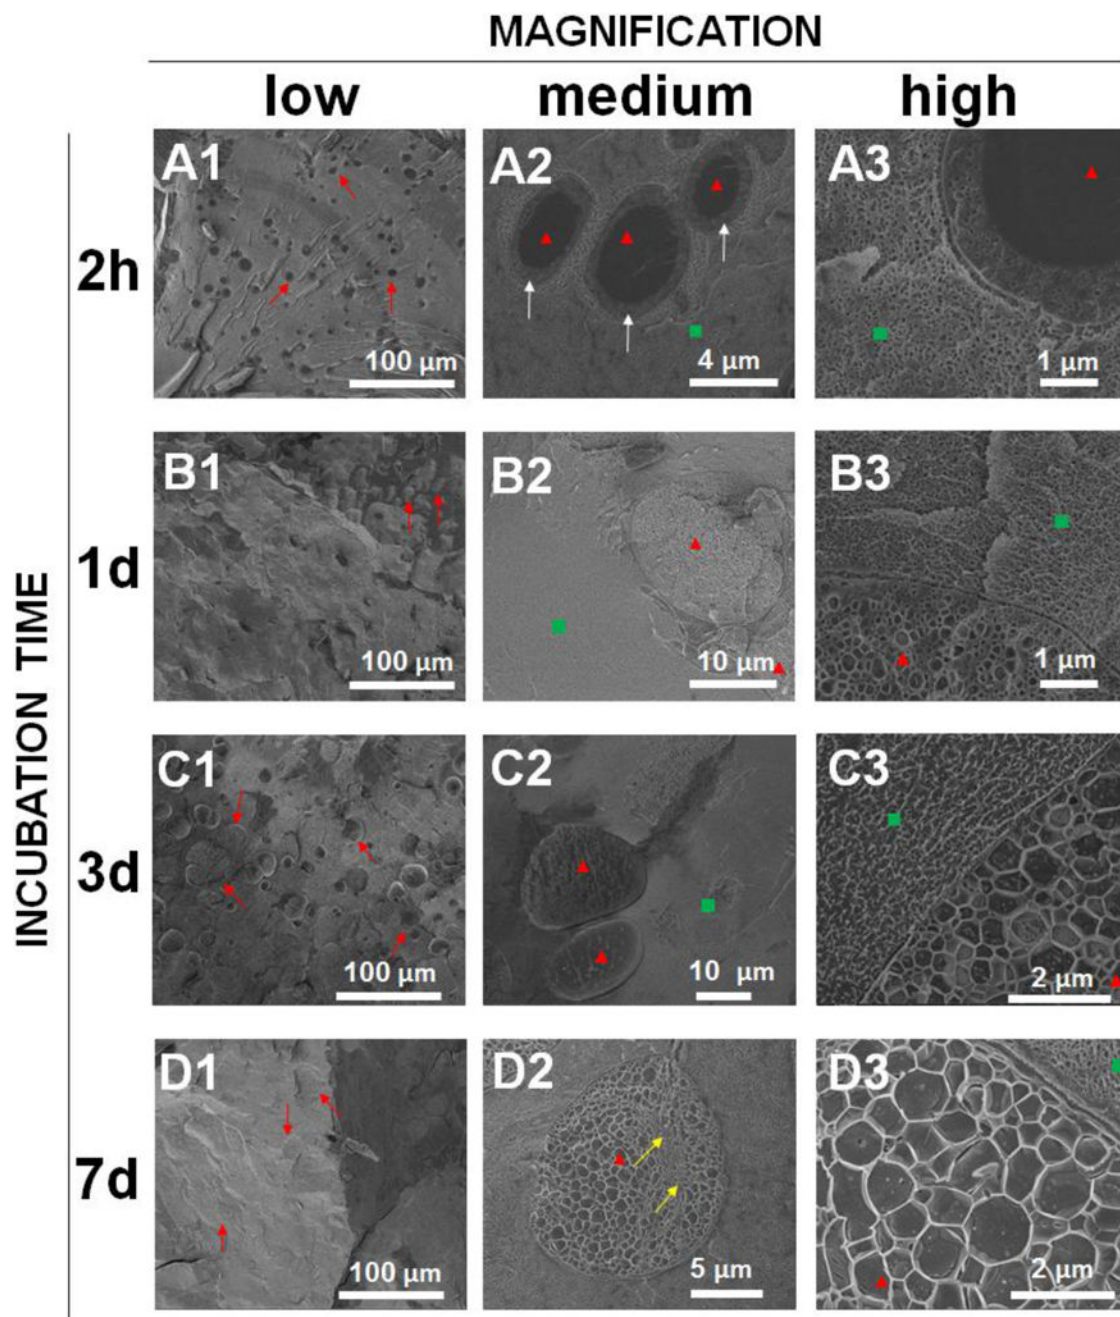 MAGNIFICATION
low medium high
INCUBATION TIME
2h
A1 A2 A3
100 µm 4 µm 1 µm
1d
B1 B2 B3
100 µm 10 µm 1 µm
3d
C1 C2 C3
100 µm 10 µm 2 µm
7d
D1 D2 D3
100 µm 5 µm 2 µm